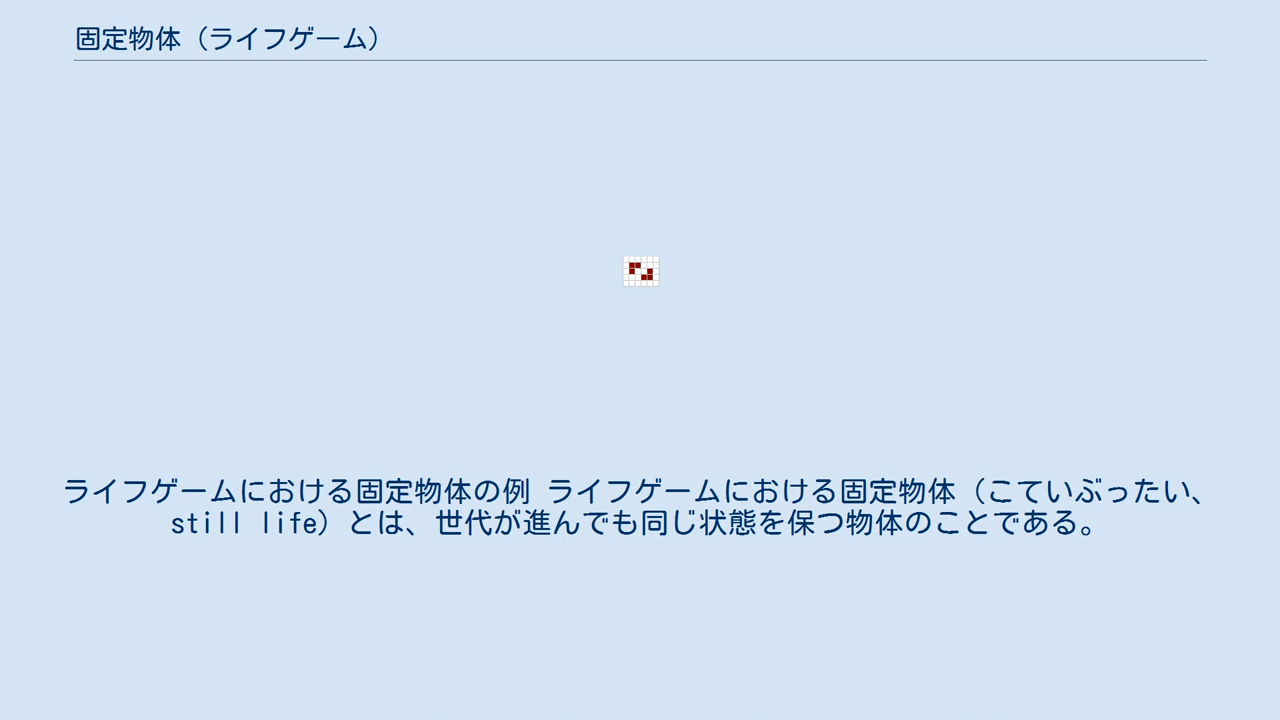 固定物体（ライフゲーム）
ライフゲームにおける固定物体の例 ライフゲームにおける固定物体（こていぶったい、
still life）とは、世代が進んでも同じ状態を保つ物体のことである。